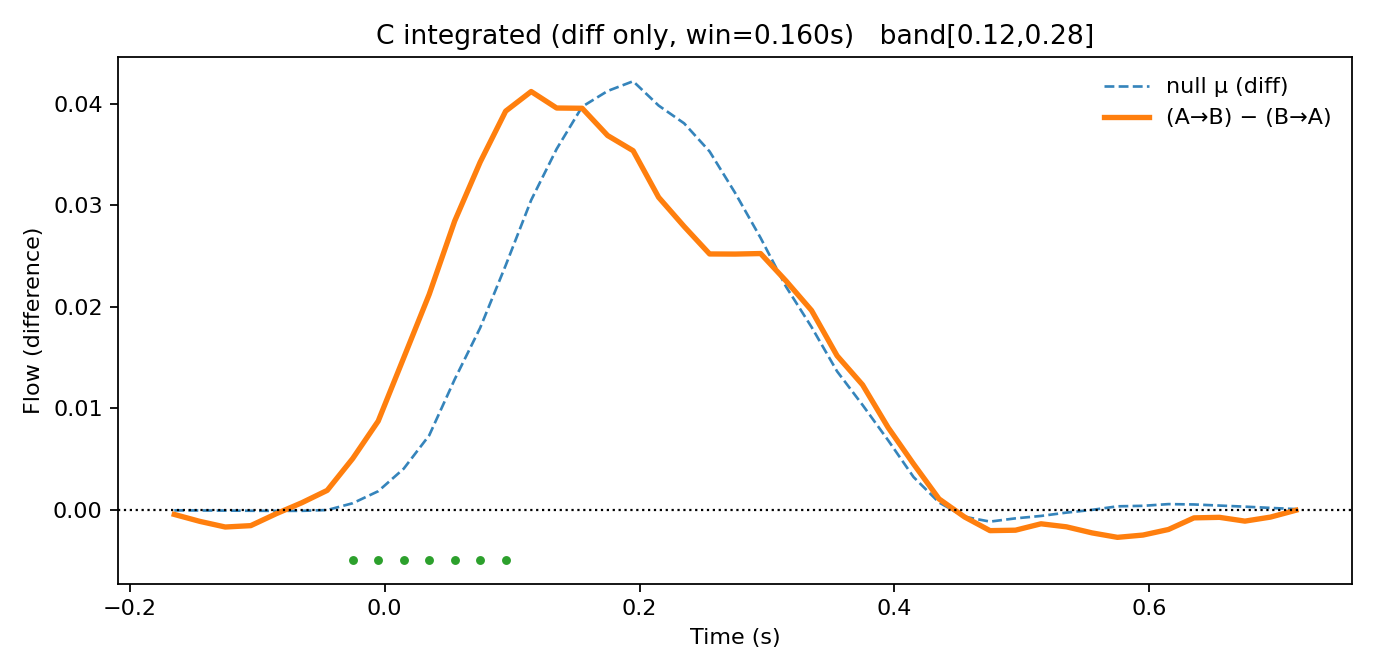 C integrated (diff only, win=0.160s)   band[0.12,0.28]
null μ (diff)
(A→B) − (B→A)
Flow (difference)
0.04
0.03
0.02
0.01
0.00
−0.2
0.0
0.2
0.4
0.6
Time (s)